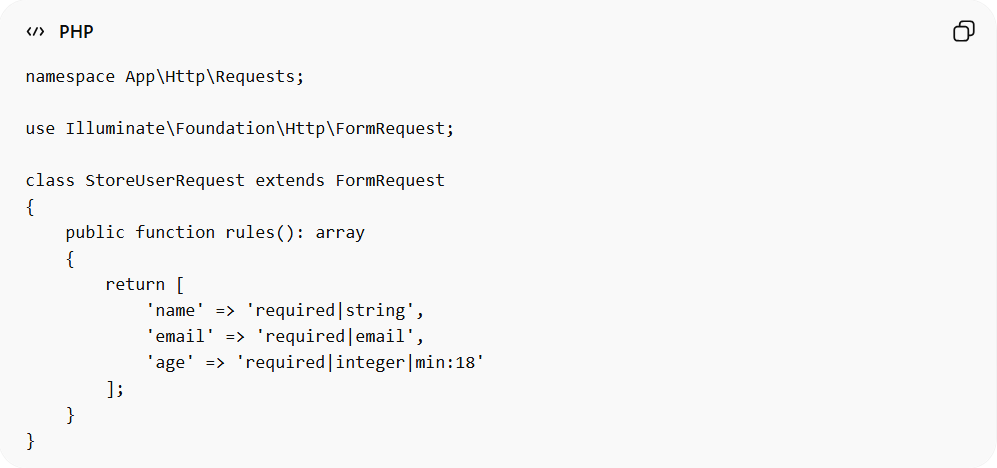 </> PHP
namespace App\Http\Requests;
use Illuminate\Foundation\Http\FormRequest;
class StoreUserRequest extends FormRequest
{
    public function rules(): array
    {
        return [
            'name' => 'required|string',
            'email' => 'required|email',
            'age' => 'required|integer|min:18'
        ];
    }
}